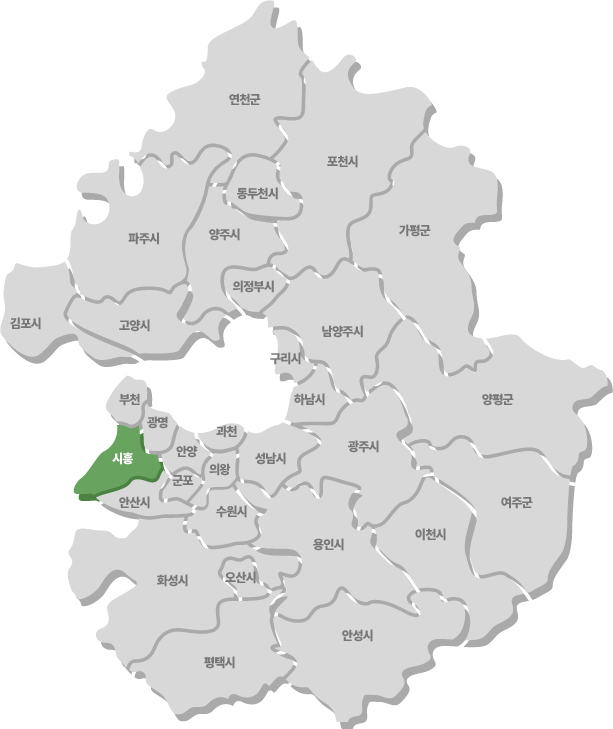 연천군
포천시
동두천시
가평군
양주시
파주시
의정부시
김포시
고양시
남양주시
구리시
부천
하남시
양평군
광명
과천
안양
광주시
시흥
성남시
의왕
군포
안산시
여주군
수원시
이천시
용인시
화성시
오산시
안성시
평택시